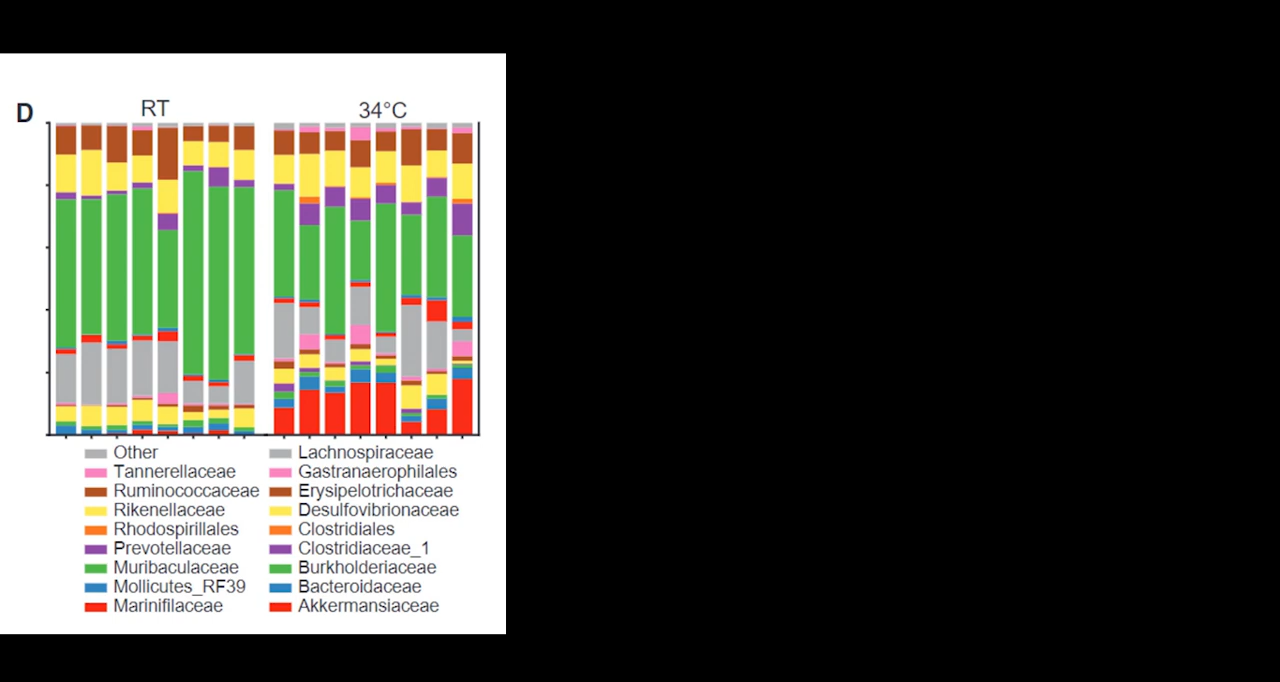 D
RT 34°C
Other Lachnospiraceae
Tannerellaceae Gastranaerophilales
Ruminococcaceae Erysipelotrichaceae
Rikenellaceae Desulfovibrionaceae
Rhodospirillales Clostridiales
Prevotellaceae Clostridiaceae_1
Muribaculaceae Burkholderiaceae
Mollicutes_RF39 Bacteroidaceae
Marinifilaceae Akkermansiaceae